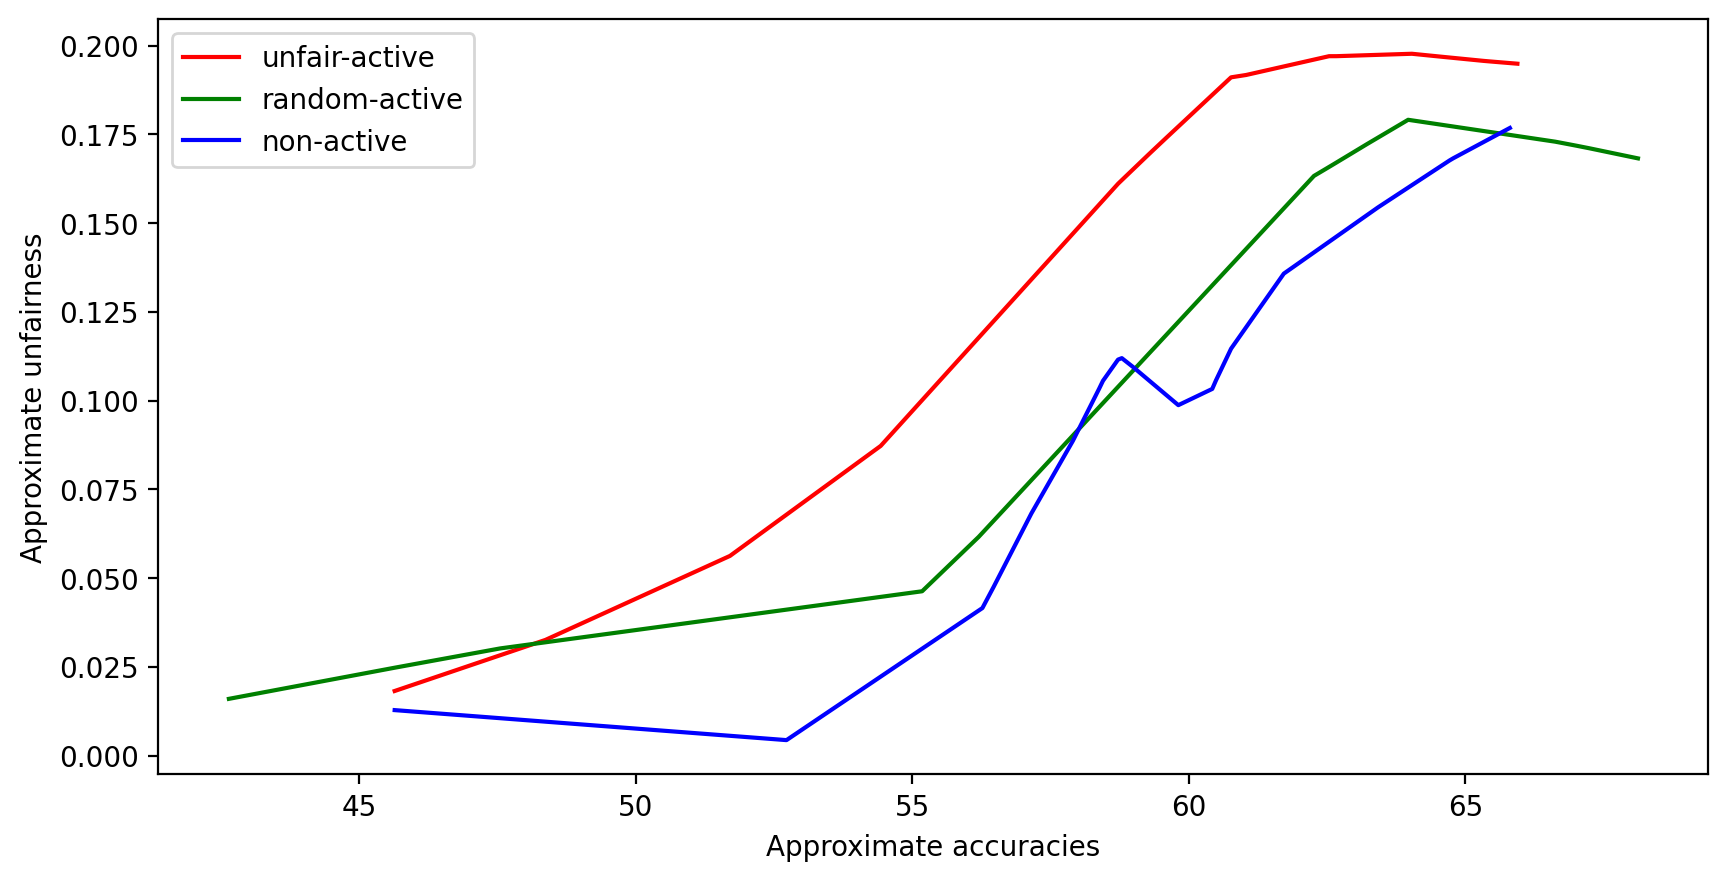 unfair-active
random-active
non-active
Approximate unfairness
0.200
0.175
0.150
0.125
0.100
0.075
0.050
0.025
0.000
45
50
55
60
65
Approximate accuracies